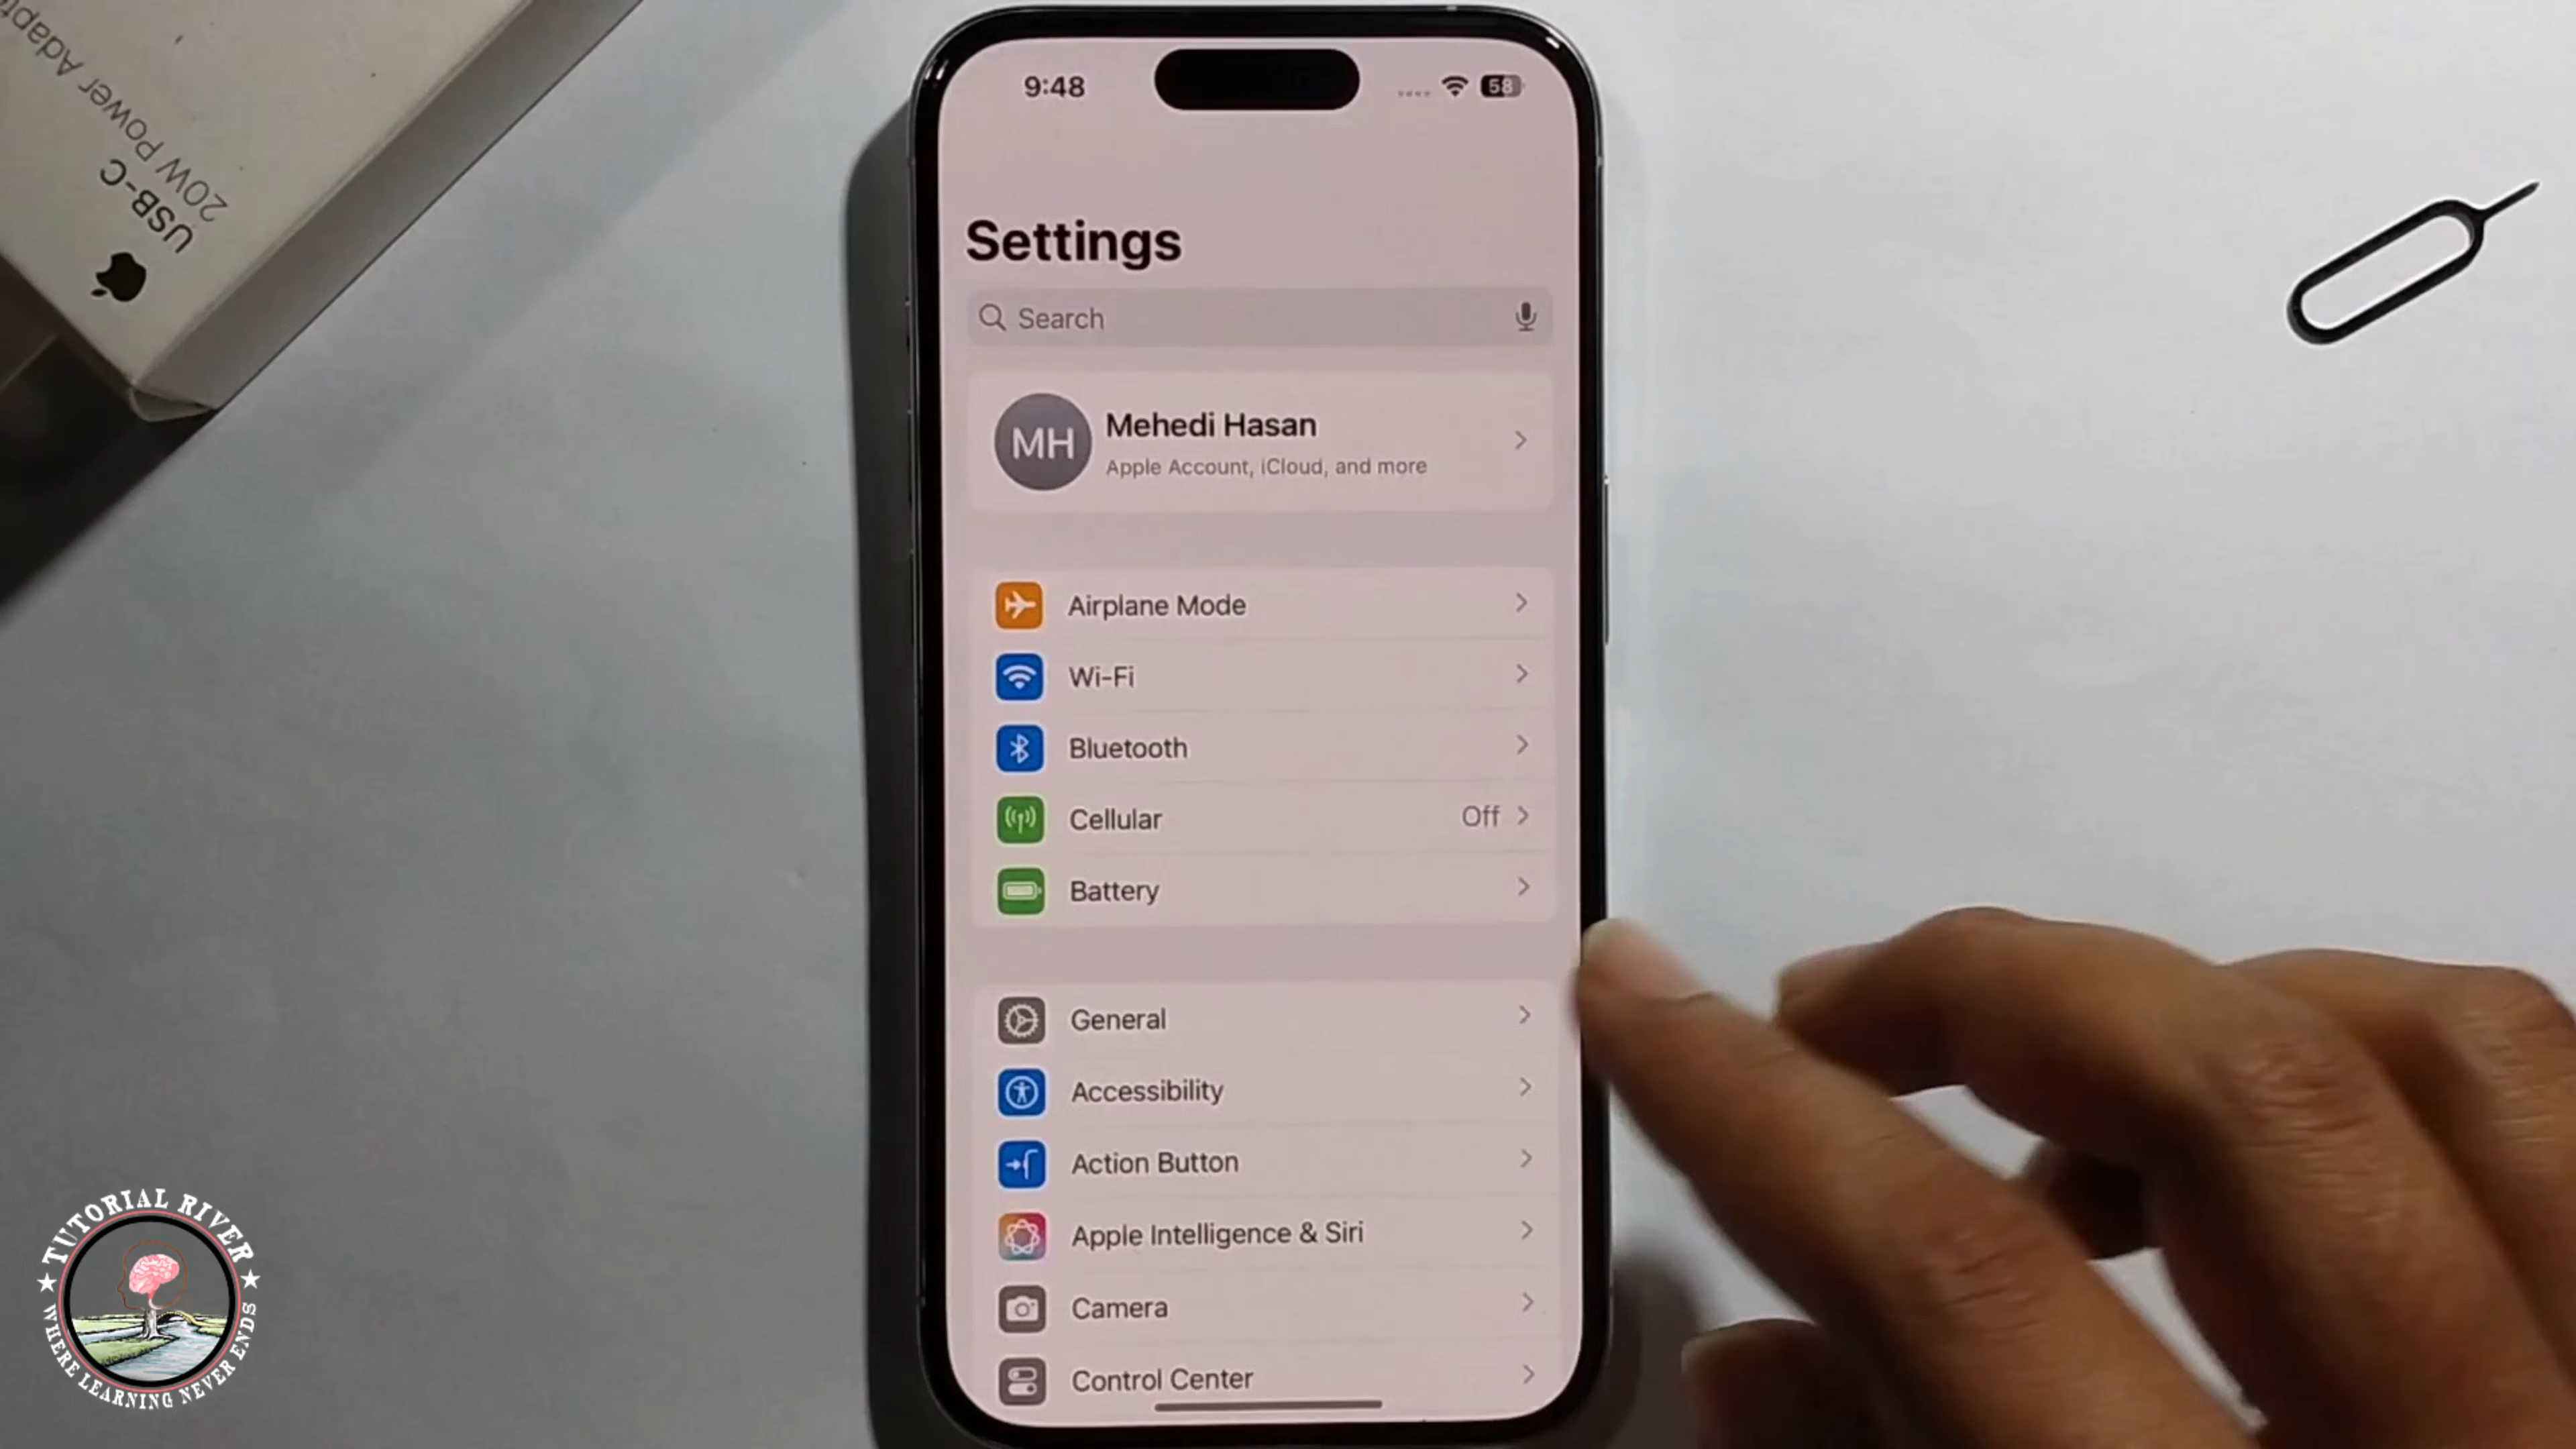 20W Power Adapt
USB-C
9:48
58
Settings
Search
MH
Mehedi Hasan
Apple Account, iCloud, and more
Airplane Mode
Wi-Fi
Bluetooth
Cellular Off
Battery
General
Accessibility
Action Button
Apple Intelligence & Siri
Camera
Control Center
TUTORIAL RIVER
WHERE LEARNING NEVER ENDS